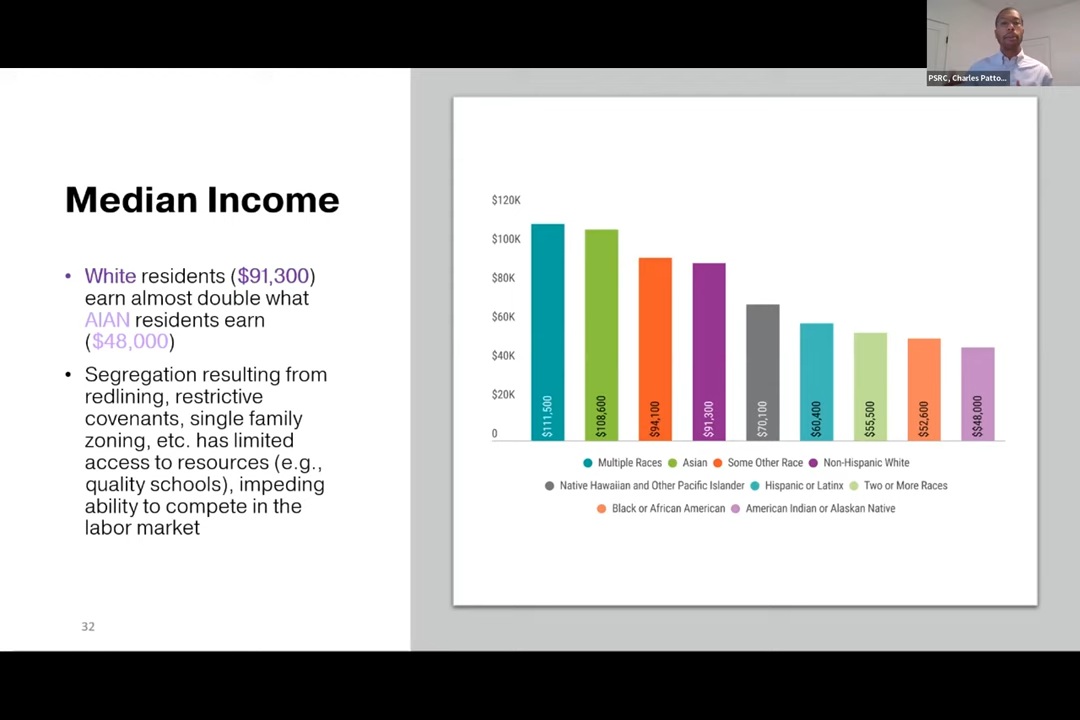 PSRC, Charles Patto...
Median Income
• White residents ($91,300)
earn almost double what
AIAN residents earn
($48,000)
• Segregation resulting from
redlining, restrictive
covenants, single family
zoning, etc. has limited
access to resources (e.g.,
quality schools), impeding
ability to compete in the
labor market
32
$120K
$100K
$80K
$60K
$40K
$20K
0
$111,500
$108,600
$94,100
$91,300
$70,100
$60,400
$55,500
$52,600
$$48,000
Multiple Races Asian Some Other Race Non-Hispanic White
Native Hawaiian and Other Pacific Islander Hispanic or Latinx Two or More Races
Black or African American American Indian or Alaskan Native